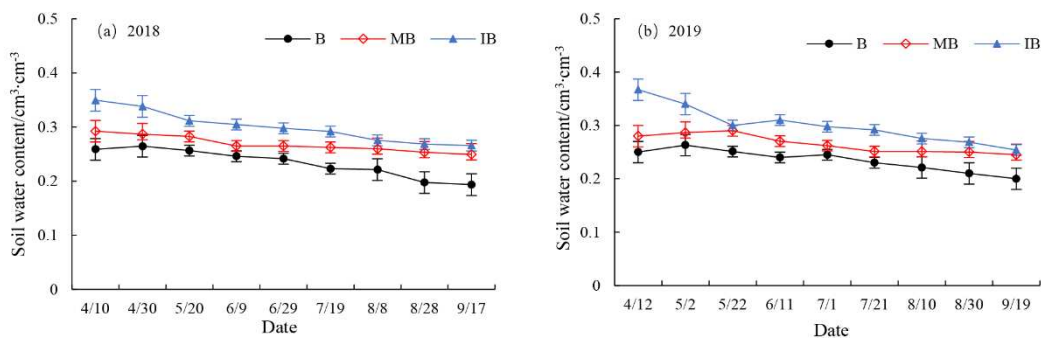 (a) 2018
B MB IB
Soil water content/cm³·cm⁻³
0.5
0.4
0.3
0.2
0.1
0
4/10 4/30 5/20 6/9 6/29 7/19 8/8 8/28 9/17
Date
(b) 2019
B MB IB
Soil water content/cm³·cm⁻³
0.5
0.4
0.3
0.2
0.1
0
4/12 5/2 5/22 6/11 7/1 7/21 8/10 8/30 9/19
Date